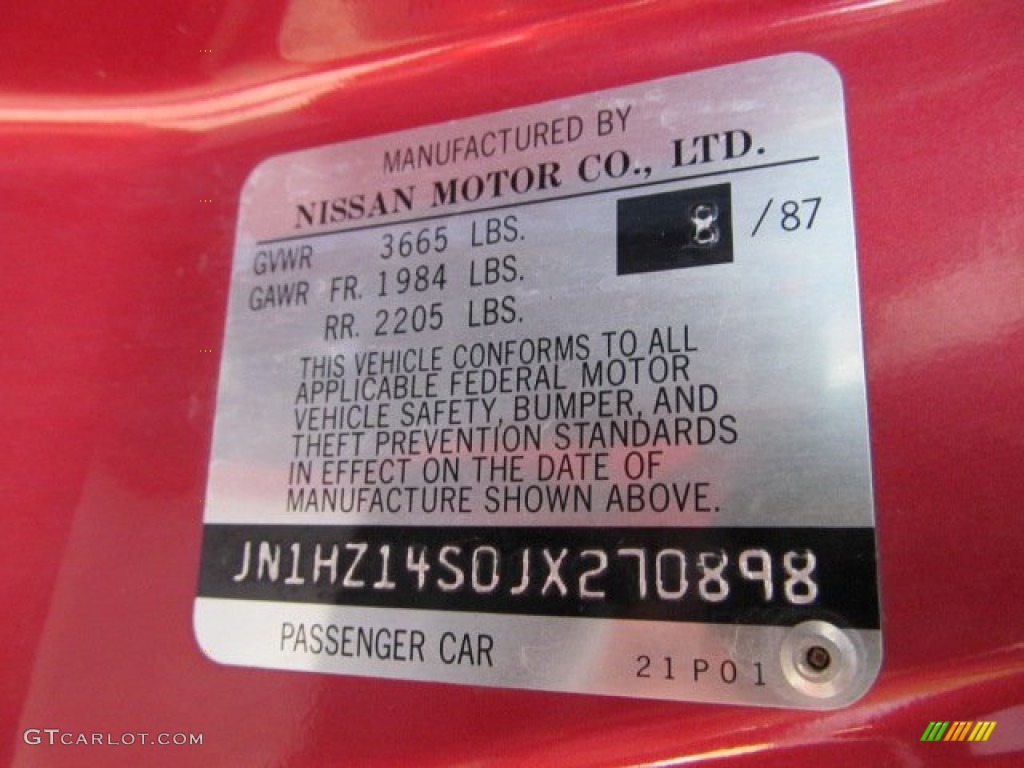 MANUFACTURED BY
NISSAN MOTOR CO., LTD.
GVWR 3665 LBS. 8 /87
GAWR FR. 1984 LBS.
RR. 2205 LBS.
THIS VEHICLE CONFORMS TO ALL
APPLICABLE FEDERAL MOTOR
VEHICLE SAFETY, BUMPER, AND
THEFT PREVENTION STANDARDS
IN EFFECT ON THE DATE OF
MANUFACTURE SHOWN ABOVE.
JN1HZ14S0JX270898
PASSENGER CAR
21P01
GTCARLOT.COM